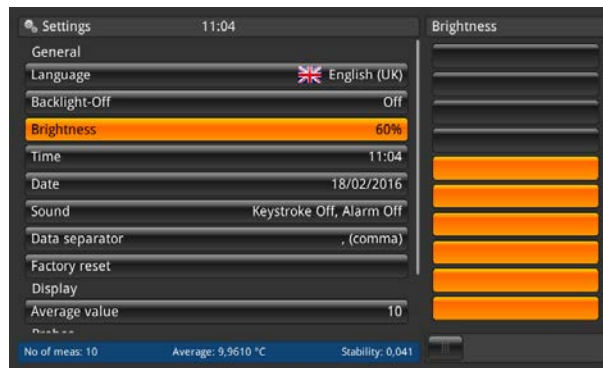 Settings 11:04 Brightness
General
Language English (UK)
Backlight-Off Off
Brightness 60%
Time 11:04
Date 18/02/2016
Sound Keystroke Off, Alarm Off
Data separator , (comma)
Factory reset
Display
Average value 10
Probes
No of meas: 10 Average: 9,9610 °C Stability: 0,041